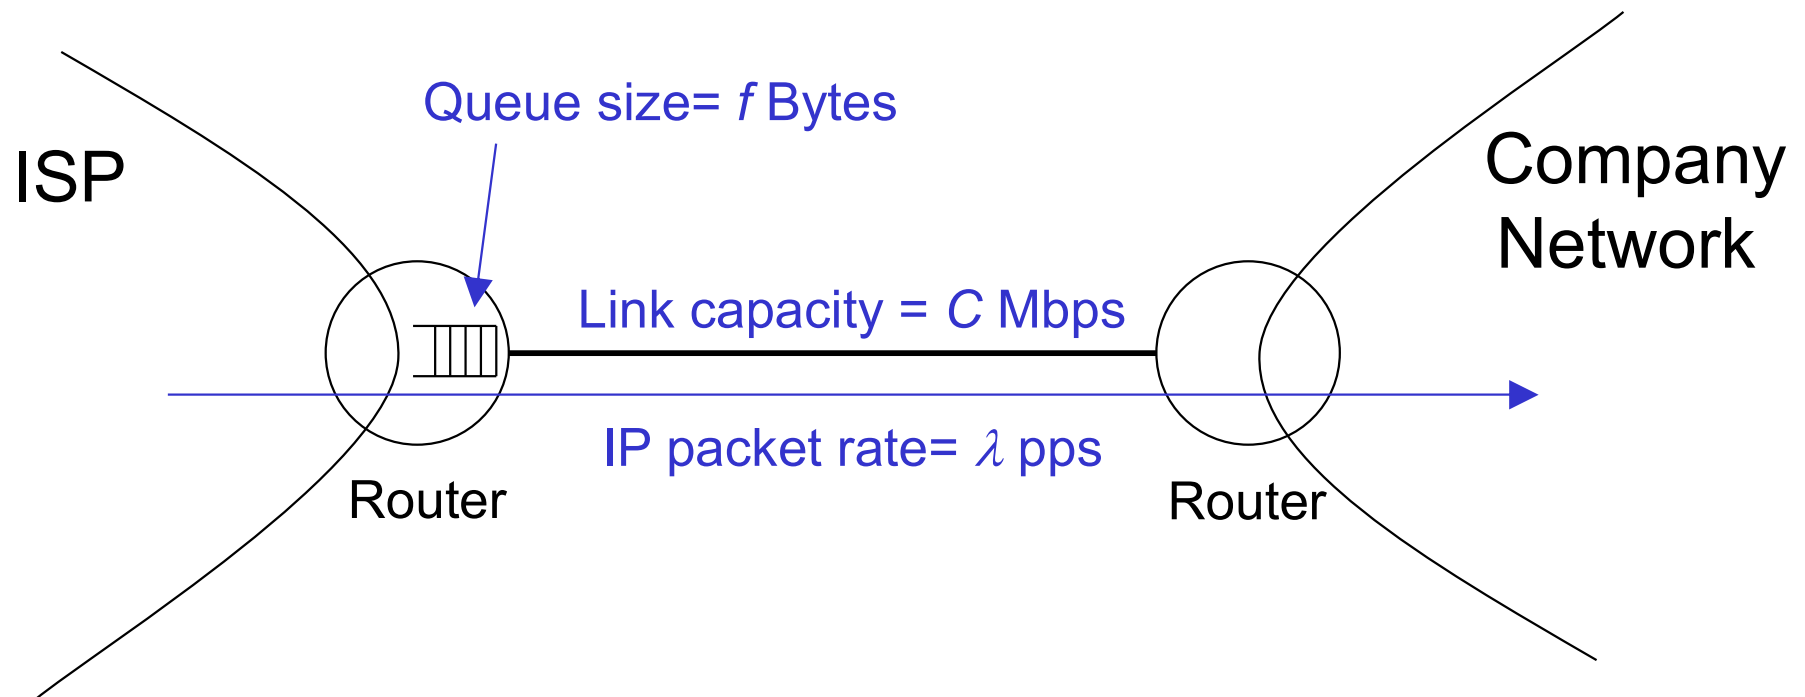 Queue size= f Bytes
ISP
Company
Network
Link capacity = C Mbps
IP packet rate= λ pps
Router
Router